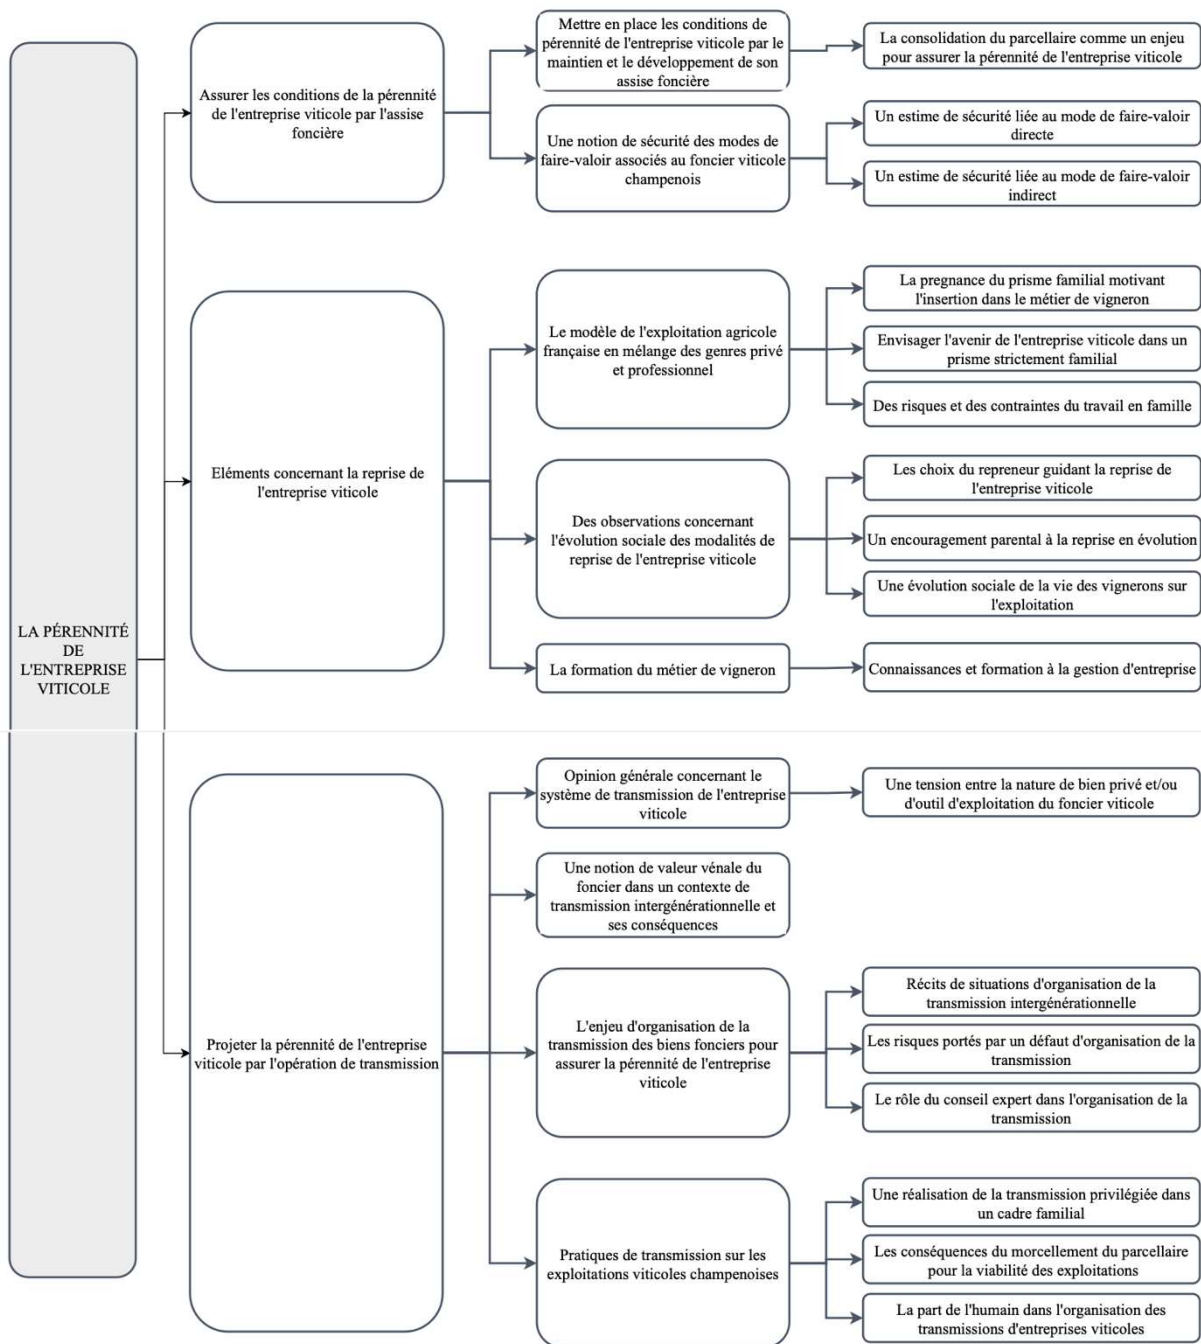 LA PÉRENNITÉ
DE
L'ENTREPRISE
VITICOLE
Assurer les conditions de la pérennité
de l'entreprise viticole par l'assise
foncière
Mettre en place les conditions de
pérennité de l'entreprise viticole par le
maintien et le développement de son
assise foncière
La consolidation du parcellaire comme un enjeu
pour assurer la pérennité de l'entreprise viticole
Une notion de sécurité des modes de
faire-valoir associés au foncier viticole
champenois
Un estime de sécurité liée au mode de faire-valoir
directe
Un estime de sécurité liée au mode de faire-valoir
indirect
Eléments concernant la reprise de
l'entreprise viticole
Le modèle de l'exploitation agricole
française en mélange des genres privé
et professionnel
La pregnance du prisme familial motivant
l'insertion dans le métier de vigneron
Envisager l'avenir de l'entreprise viticole dans un
prisme strictement familial
Des risques et des contraintes du travail en famille
Des observations concernant
l'évolution sociale des modalités de
reprise de l'entreprise viticole
Les choix du repreneur guidant la reprise de
l'entreprise viticole
Un encouragement parental à la reprise en évolution
Une évolution sociale de la vie des vignerons sur
l'exploitation
La formation du métier de vigneron
Connaissances et formation à la gestion d'entreprise
Projeter la pérennité de l'entreprise
viticole par l'opération de transmission
Opinion générale concernant le
système de transmission de l'entreprise
viticole
Une tension entre la nature de bien privé et/ou
d'outil d'exploitation du foncier viticole
Une notion de valeur vénale du
foncier dans un contexte de
transmission intergénérationnelle et
ses conséquences
L'enjeu d'organisation de la
transmission des biens fonciers pour
assurer la pérennité de l'entreprise
viticole
Récits de situations d'organisation de la
transmission intergénérationnelle
Les risques portés par un défaut d'organisation de la
transmission
Le rôle du conseil expert dans l'organisation de la
transmission
Pratiques de transmission sur les
exploitations viticoles champenoises
Une réalisation de la transmission privilégiée dans
un cadre familial
Les conséquences du morcellement du parcellaire
pour la viabilité des exploitations
La part de l'humain dans l'organisation des
transmissions d'entreprises viticoles